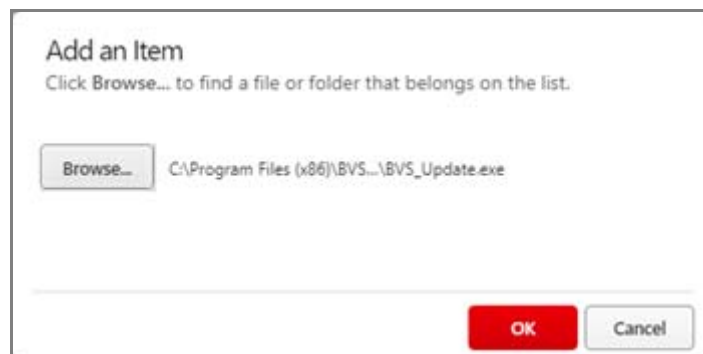 Add an Item
Click Browse... to find a file or folder that belongs on the list.
Browse... C:\Program Files (x86)\BVS...\BVS_Update.exe
OK Cancel